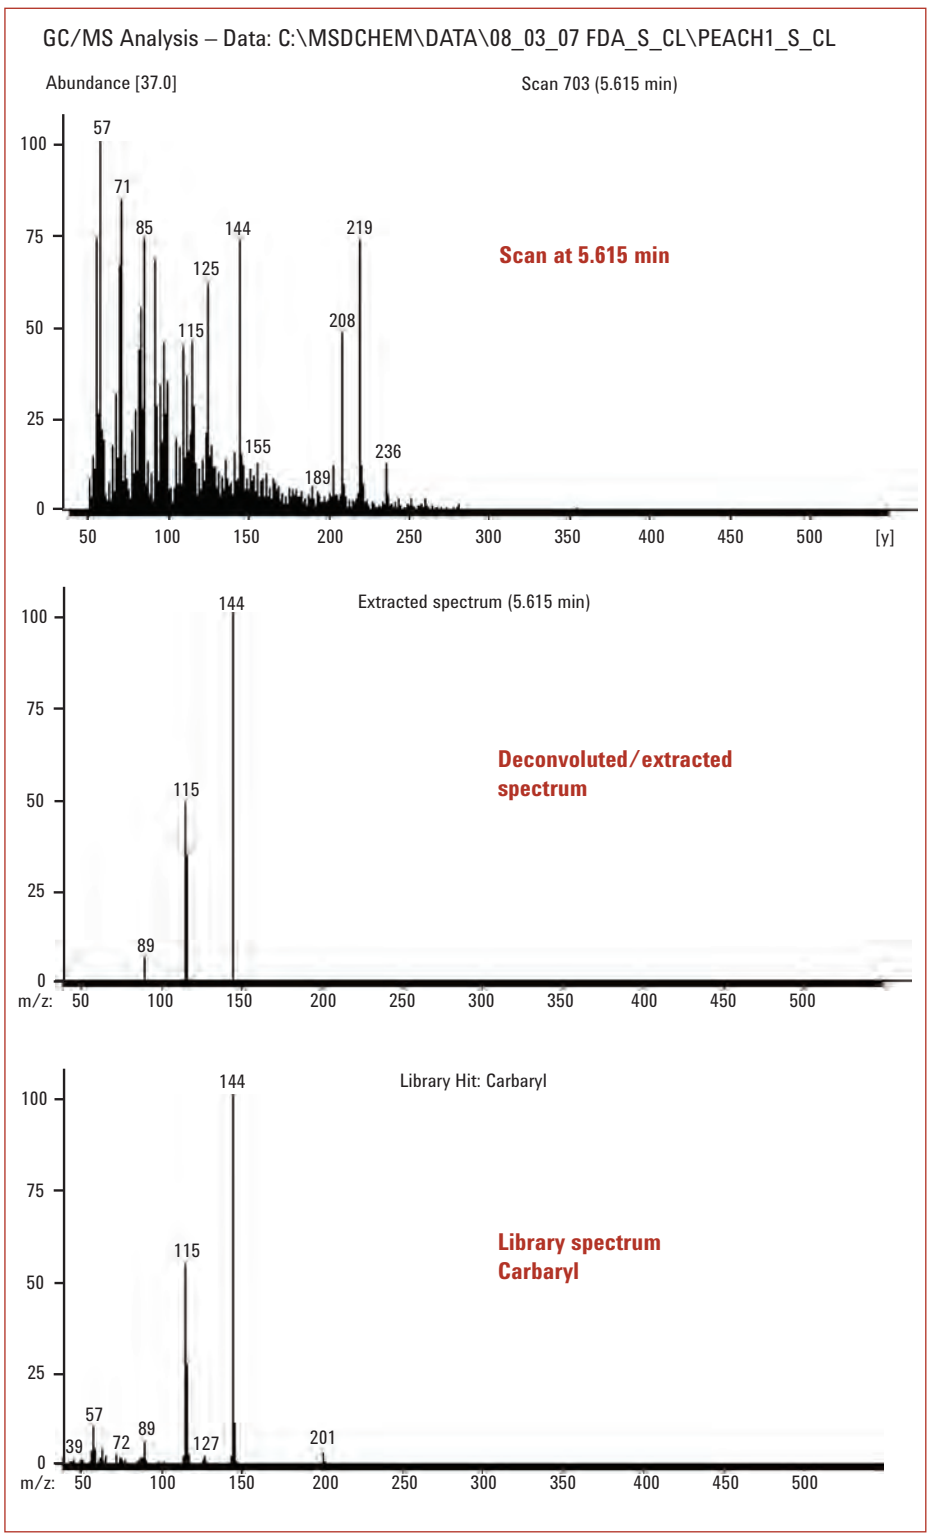 GC/MS Analysis – Data: C:\MSDCHEM\DATA\08_03_07 FDA_S_CL\PEACH1_S_CL
Abundance [37.0]
Scan 703 (5.615 min)
100
75
50
25
0
57
71
85
115
125
144
155
189
208
219
236
Scan at 5.615 min
50 100 150 200 250 300 350 400 450 500 [y]
Extracted spectrum (5.615 min)
100
75
50
25
0
144
115
89
Deconvoluted/extracted
spectrum
m/z: 50 100 150 200 250 300 350 400 450 500
Library Hit: Carbaryl
100
75
50
25
0
144
115
57
39
72
89
127
201
Library spectrum
Carbaryl
m/z: 50 100 150 200 250 300 350 400 450 500